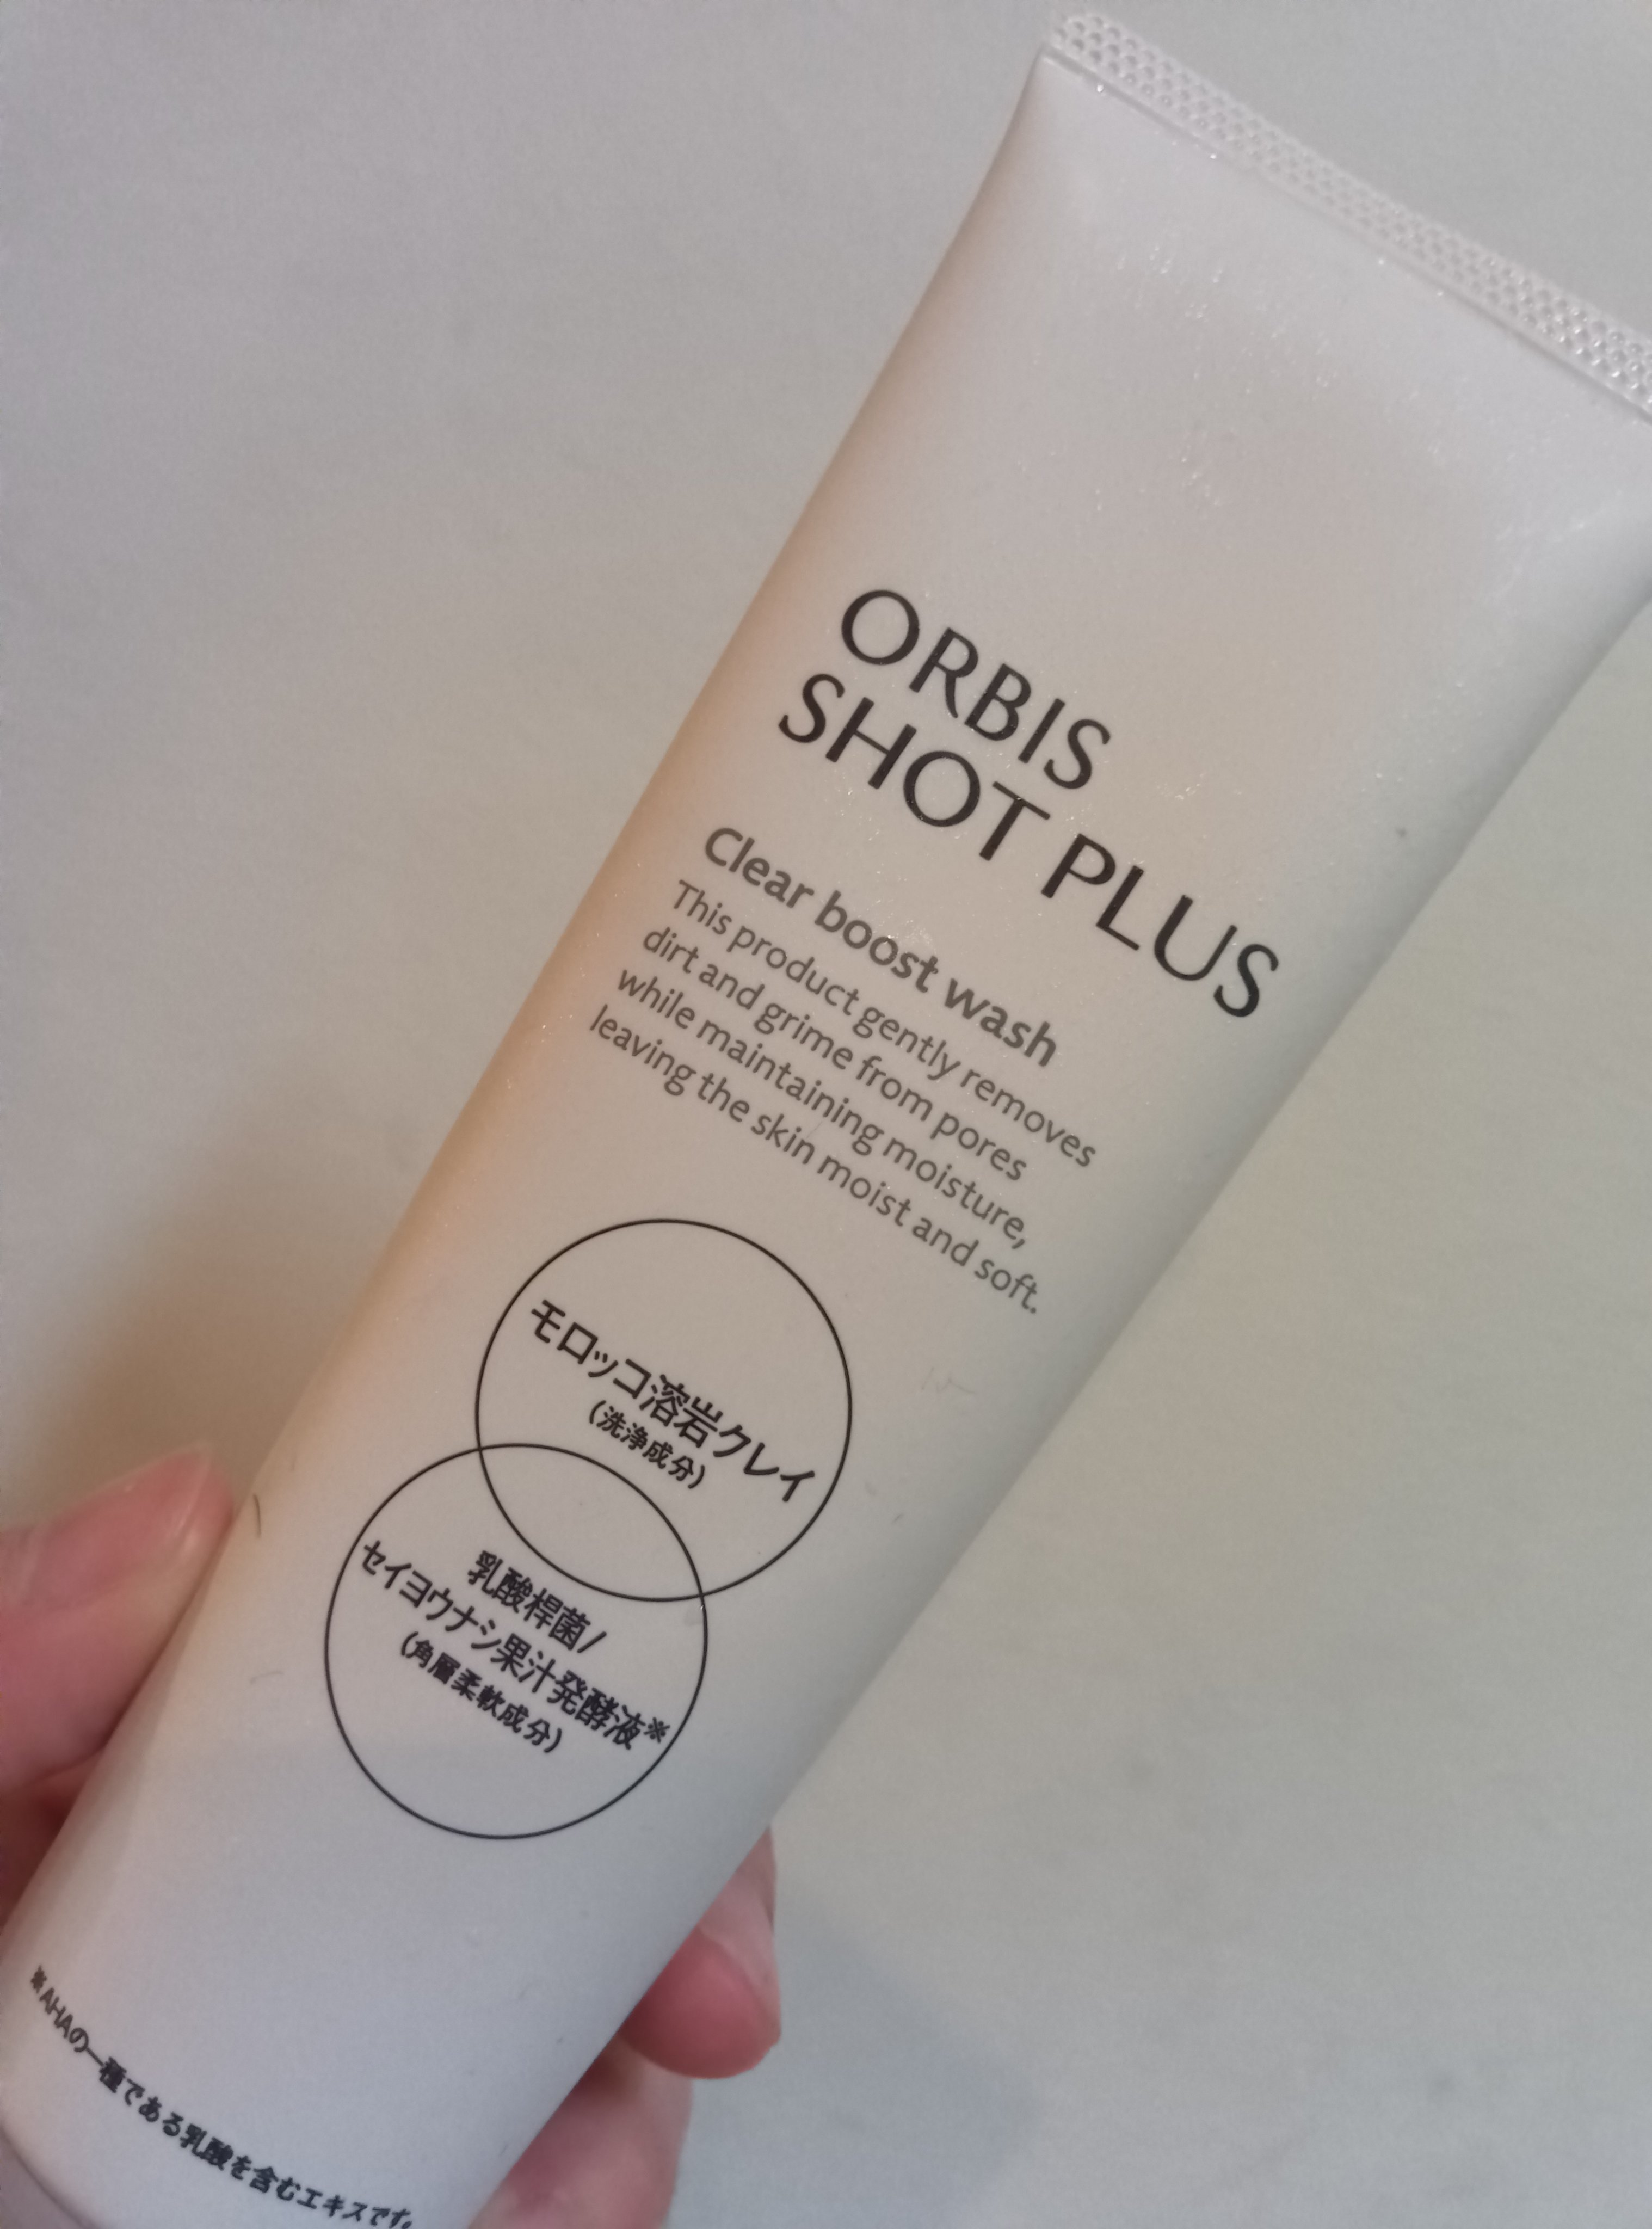 ORBIS
SHOT PLUS
Clear boost wash
This product gently removes
dirt and grime from pores
while maintaining moisture,
leaving the skin moist and soft.
モロッコ溶岩クレイ
(洗浄成分)
乳酸桿菌/
セイヨウナシ果汁発酵液※
(角層柔軟成分)
※AHAの一種である乳酸を含むエキスです。